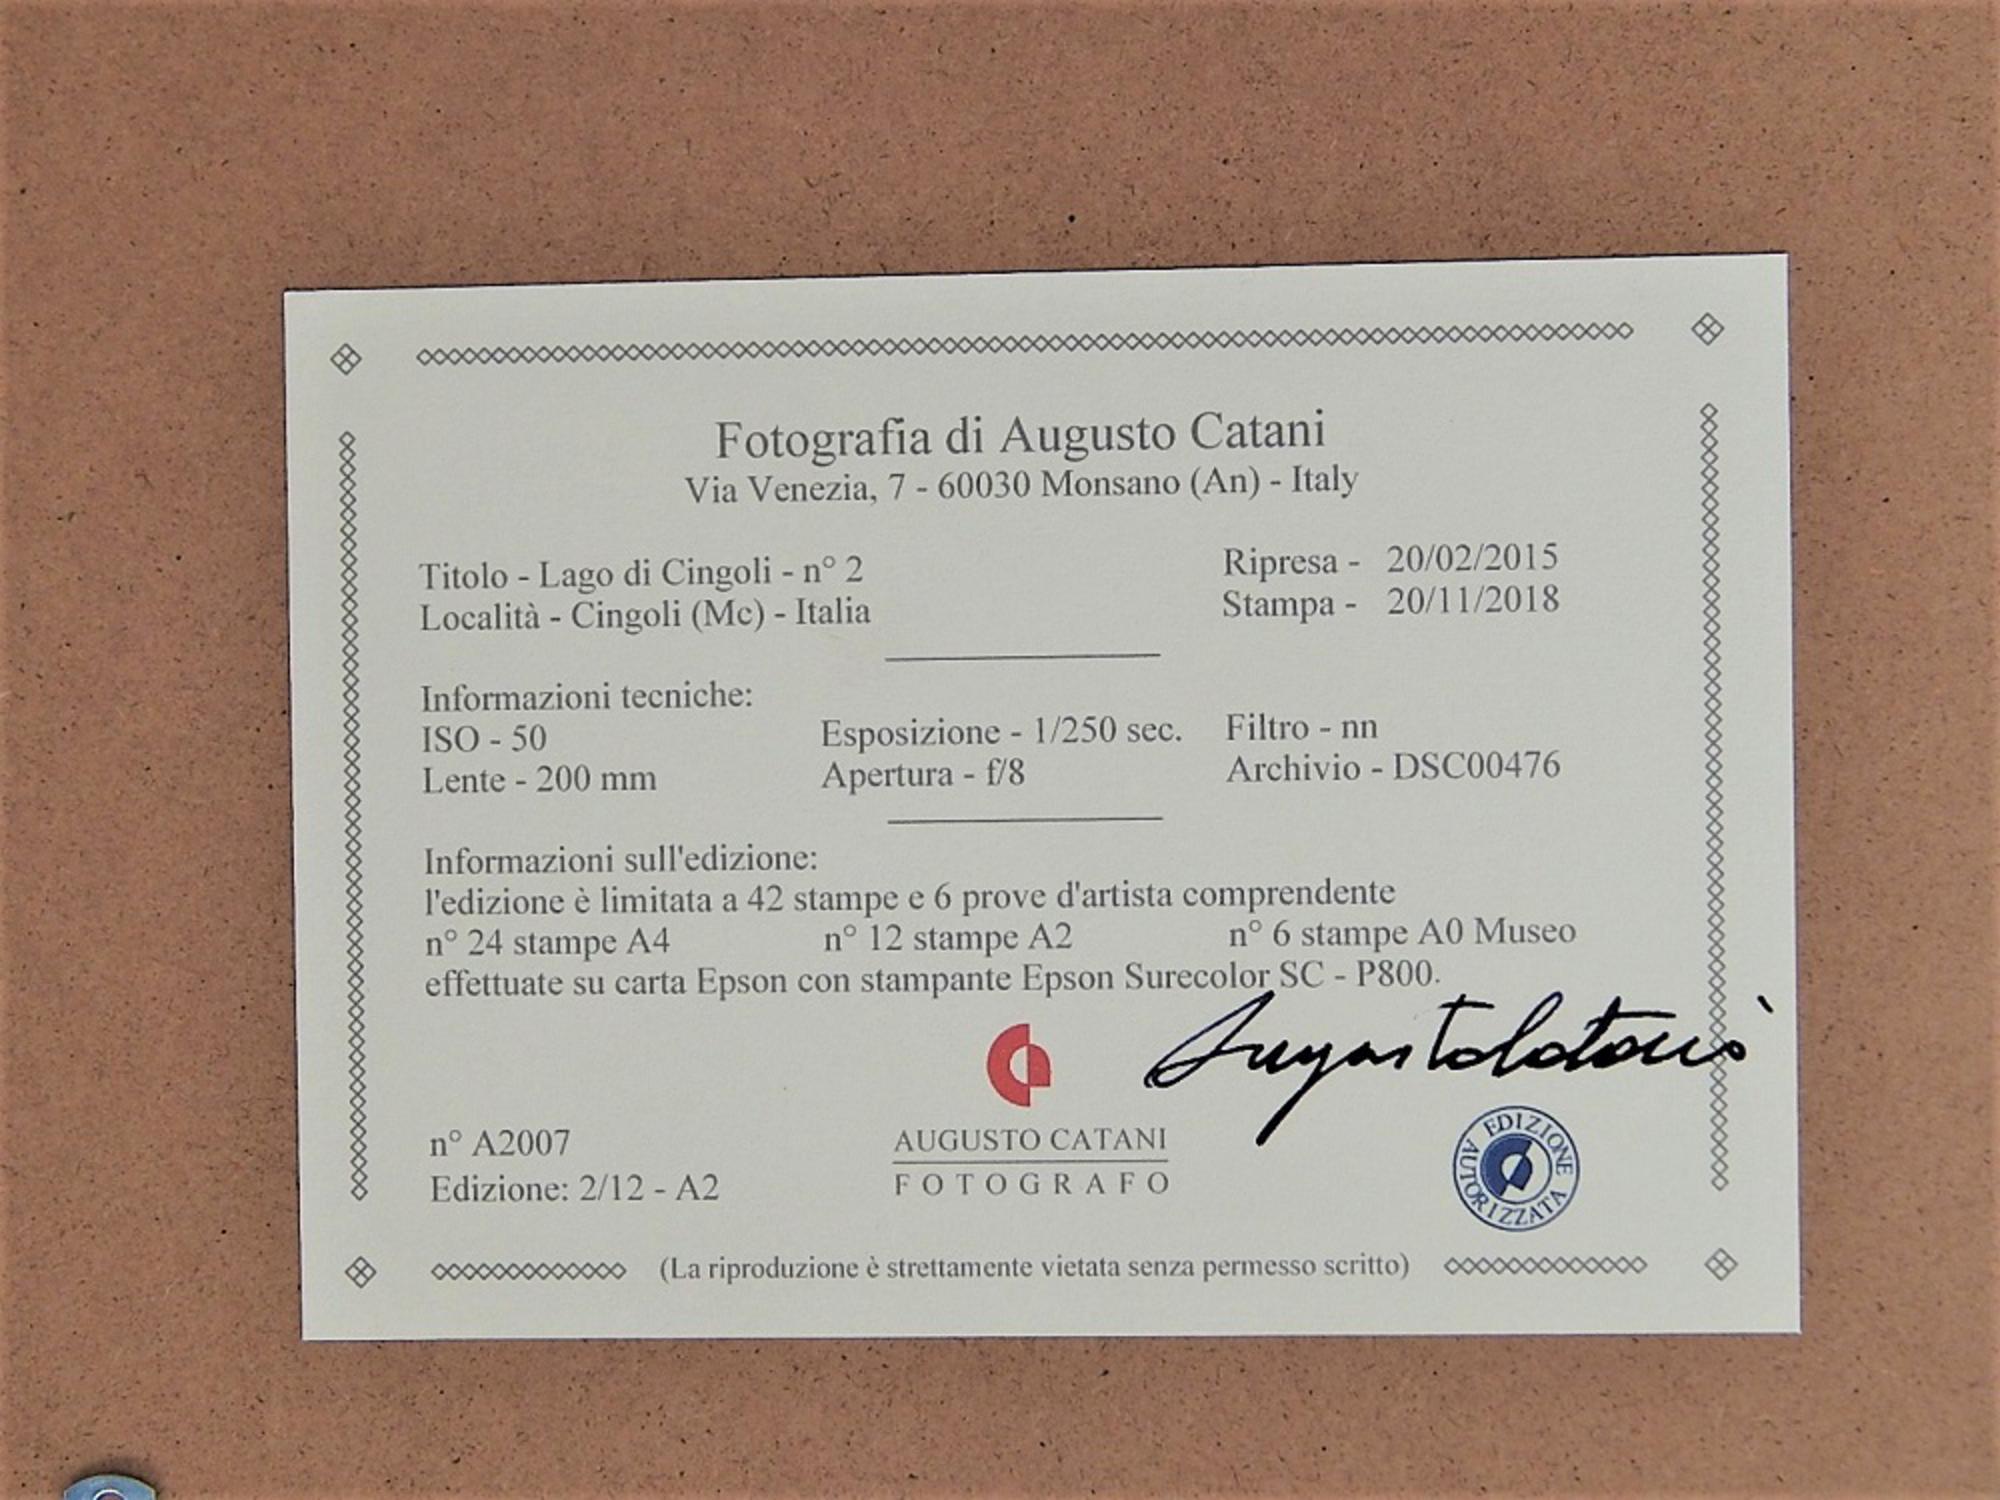 Fotografia di Augusto Catani
Via Venezia, 7 - 60030 Monsano (An) - Italy
Titolo - Lago di Cingoli - n° 2
Ripresa - 20/02/2015
Località - Cingoli (Mc) - Italia
Stampa - 20/11/2018
Informazioni tecniche:
ISO - 50
Esposizione - 1/250 sec.
Filtro - nn
Lente - 200 mm
Apertura - f/8
Archivio - DSC00476
Informazioni sull'edizione:
l'edizione è limitata a 42 stampe e 6 prove d'artista comprendente
n° 24 stampe A4
n° 12 stampe A2
n° 6 stampe A0 Museo
effettuate su carta Epson con stampante Epson Surecolor SC - P800.
Augusto Catani
n° A2007
Edizione: 2/12 - A2
AUGUSTO CATANI
FOTOGRAFO
EDIZIONE AUTORIZZATA
(La riproduzione è strettamente vietata senza permesso scritto)